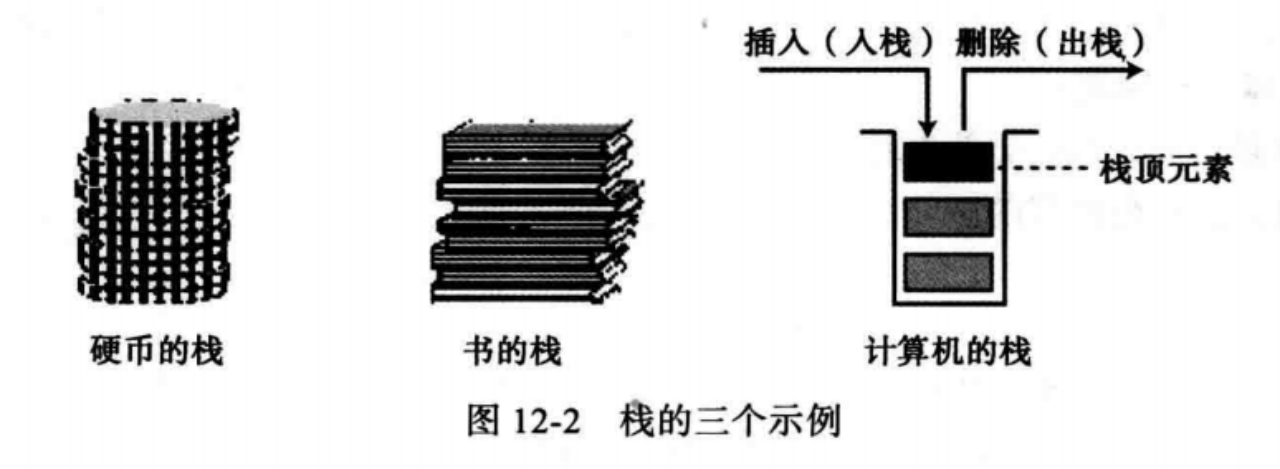 插入（入栈） 删除（出栈）
栈顶元素
硬币的栈
书的栈
计算机的栈
图 12-2 栈的三个示例